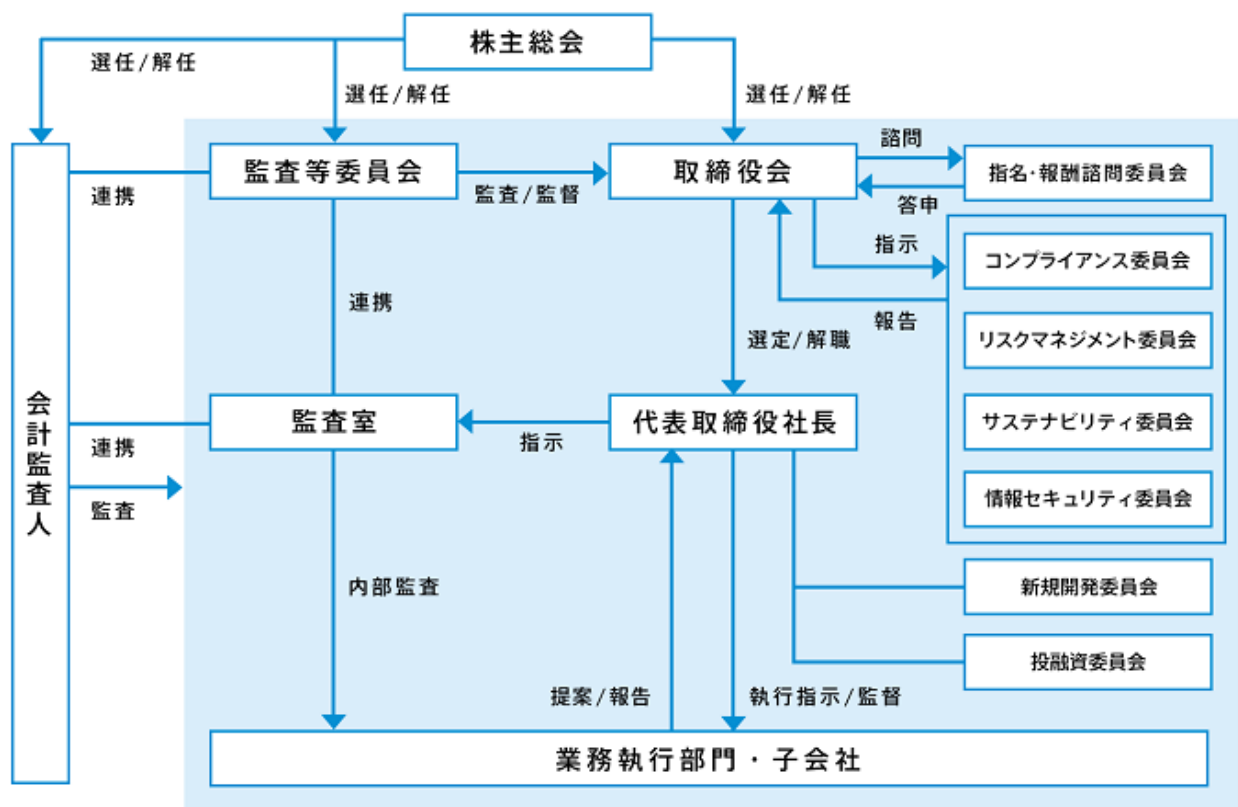 株主総会
選任/解任
選任/解任
選任/解任
監査等委員会
取締役会
諮問
指名・報酬諮問委員会
連携
監査/監督
答申
指示
コンプライアンス委員会
連携
報告
選定/解職
リスクマネジメント委員会
会計監査人
監査室
代表取締役社長
サステナビリティ委員会
連携
指示
監査
情報セキュリティ委員会
内部監査
新規開発委員会
投融資委員会
提案/報告
執行指示/監督
業務執行部門・子会社